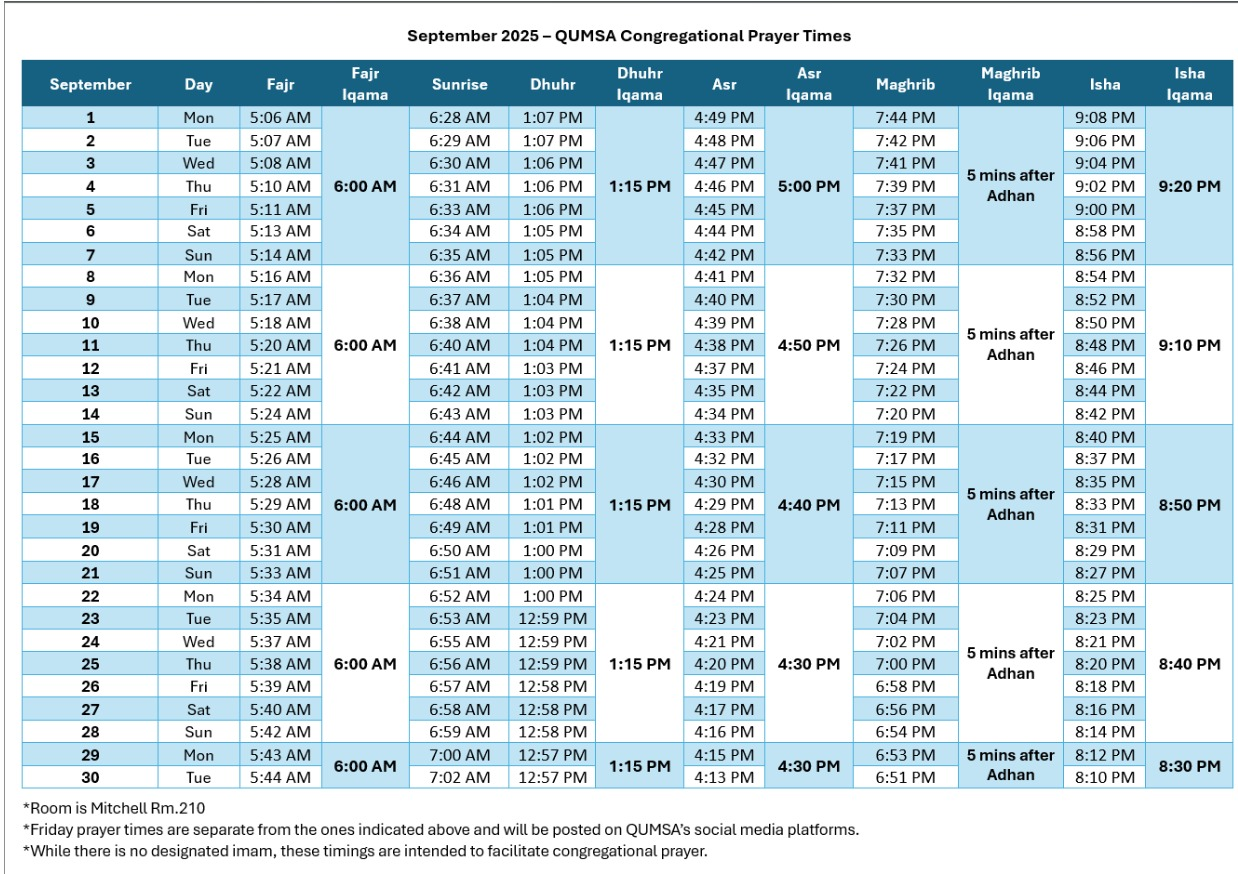 September 2025 – QUMSA Congregational Prayer Times
September Day Fajr Fajr Iqama Sunrise Dhuhr Dhuhr Iqama Asr Asr Iqama Maghrib Maghrib Iqama Isha Isha Iqama
1 Mon 5:06 AM 6:28 AM 1:07 PM 4:49 PM 7:44 PM 9:08 PM
2 Tue 5:07 AM 6:29 AM 1:07 PM 4:48 PM 7:42 PM 9:06 PM
3 Wed 5:08 AM 6:30 AM 1:06 PM 4:47 PM 7:41 PM 9:04 PM
4 Thu 5:10 AM 6:00 AM 6:31 AM 1:06 PM 1:15 PM 4:46 PM 5:00 PM 7:39 PM 5 mins after Adhan 9:02 PM 9:20 PM
5 Fri 5:11 AM 6:33 AM 1:06 PM 4:45 PM 7:37 PM 9:00 PM
6 Sat 5:13 AM 6:34 AM 1:05 PM 4:44 PM 7:35 PM 8:58 PM
7 Sun 5:14 AM 6:35 AM 1:05 PM 4:42 PM 7:33 PM 8:56 PM
8 Mon 5:16 AM 6:36 AM 1:05 PM 4:41 PM 7:32 PM 8:54 PM
9 Tue 5:17 AM 6:37 AM 1:04 PM 4:40 PM 7:30 PM 8:52 PM
10 Wed 5:18 AM 6:38 AM 1:04 PM 4:39 PM 7:28 PM 8:50 PM
11 Thu 5:20 AM 6:00 AM 6:40 AM 1:04 PM 1:15 PM 4:38 PM 4:50 PM 7:26 PM 5 mins after Adhan 8:48 PM 9:10 PM
12 Fri 5:21 AM 6:41 AM 1:03 PM 4:37 PM 7:24 PM 8:46 PM
13 Sat 5:22 AM 6:42 AM 1:03 PM 4:35 PM 7:22 PM 8:44 PM
14 Sun 5:24 AM 6:43 AM 1:03 PM 4:34 PM 7:20 PM 8:42 PM
15 Mon 5:25 AM 6:44 AM 1:02 PM 4:33 PM 7:19 PM 8:40 PM
16 Tue 5:26 AM 6:45 AM 1:02 PM 4:32 PM 7:17 PM 8:37 PM
17 Wed 5:28 AM 6:46 AM 1:02 PM 4:30 PM 7:15 PM 8:35 PM
18 Thu 5:29 AM 6:00 AM 6:48 AM 1:01 PM 1:15 PM 4:29 PM 4:40 PM 7:13 PM 5 mins after Adhan 8:33 PM 8:50 PM
19 Fri 5:30 AM 6:49 AM 1:01 PM 4:28 PM 7:11 PM 8:31 PM
20 Sat 5:31 AM 6:50 AM 1:00 PM 4:26 PM 7:09 PM 8:29 PM
21 Sun 5:33 AM 6:51 AM 1:00 PM 4:25 PM 7:07 PM 8:27 PM
22 Mon 5:34 AM 6:52 AM 1:00 PM 4:24 PM 7:06 PM 8:25 PM
23 Tue 5:35 AM 6:53 AM 12:59 PM 4:23 PM 7:04 PM 8:23 PM
24 Wed 5:37 AM 6:55 AM 12:59 PM 4:21 PM 7:02 PM 8:21 PM
25 Thu 5:38 AM 6:00 AM 6:56 AM 12:59 PM 1:15 PM 4:20 PM 4:30 PM 7:00 PM 5 mins after Adhan 8:20 PM 8:40 PM
26 Fri 5:39 AM 6:57 AM 12:58 PM 4:19 PM 6:58 PM 8:18 PM
27 Sat 5:40 AM 6:58 AM 12:58 PM 4:17 PM 6:56 PM 8:16 PM
28 Sun 5:42 AM 6:59 AM 12:58 PM 4:16 PM 6:54 PM 8:14 PM
29 Mon 5:43 AM 6:00 AM 7:00 AM 12:57 PM 1:15 PM 4:15 PM 4:30 PM 6:53 PM 5 mins after Adhan 8:12 PM 8:30 PM
30 Tue 5:44 AM 7:02 AM 12:57 PM 4:13 PM 6:51 PM 8:10 PM
*Room is Mitchell Rm.210
*Friday prayer times are separate from the ones indicated above and will be posted on QUMSA's social media platforms.
*While there is no designated imam, these timings are intended to facilitate congregational prayer.